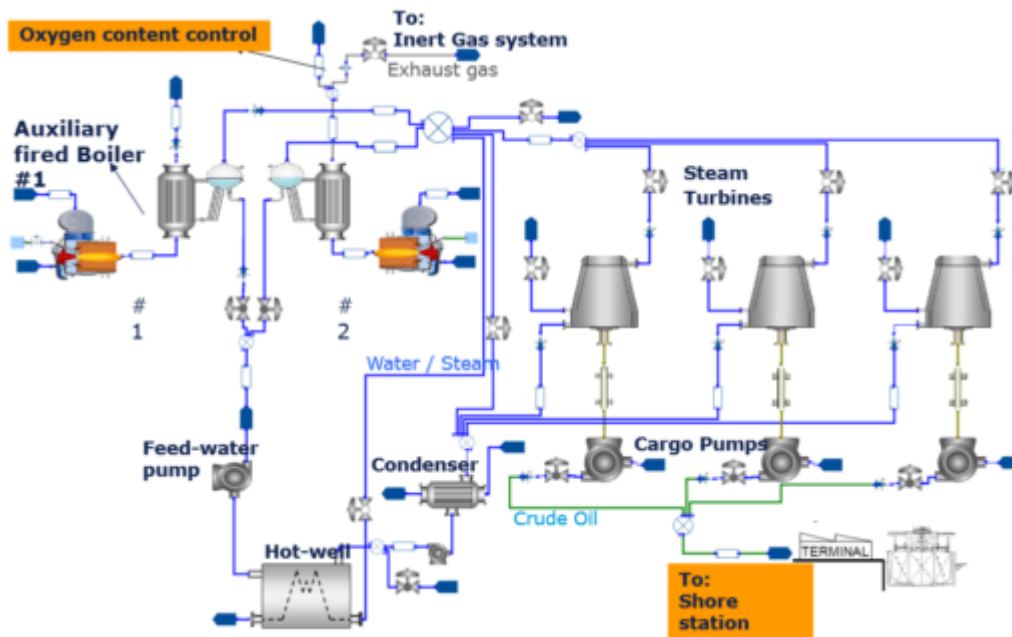 Oxygen content control
To:
Inert Gas system
Exhaust gas
Auxiliary
fired Boiler
#1
Steam
Turbines
#
1
#
2
Water / Steam
Feed-water
pump
Condenser
Cargo Pumps
Crude Oil
Hot-well
TERMINAL
To:
Shore
station